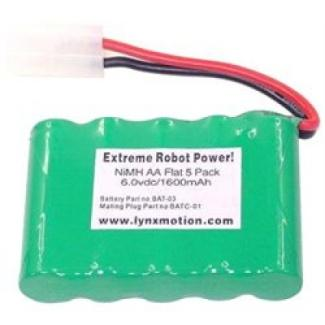 Extreme Robot Power!
NiMH AA Flat 5 Pack
6.0vdc/1600mAh
Battery Part no.BAT-03
Mating Plug Part no BATC-01
www.lynxmotion.com